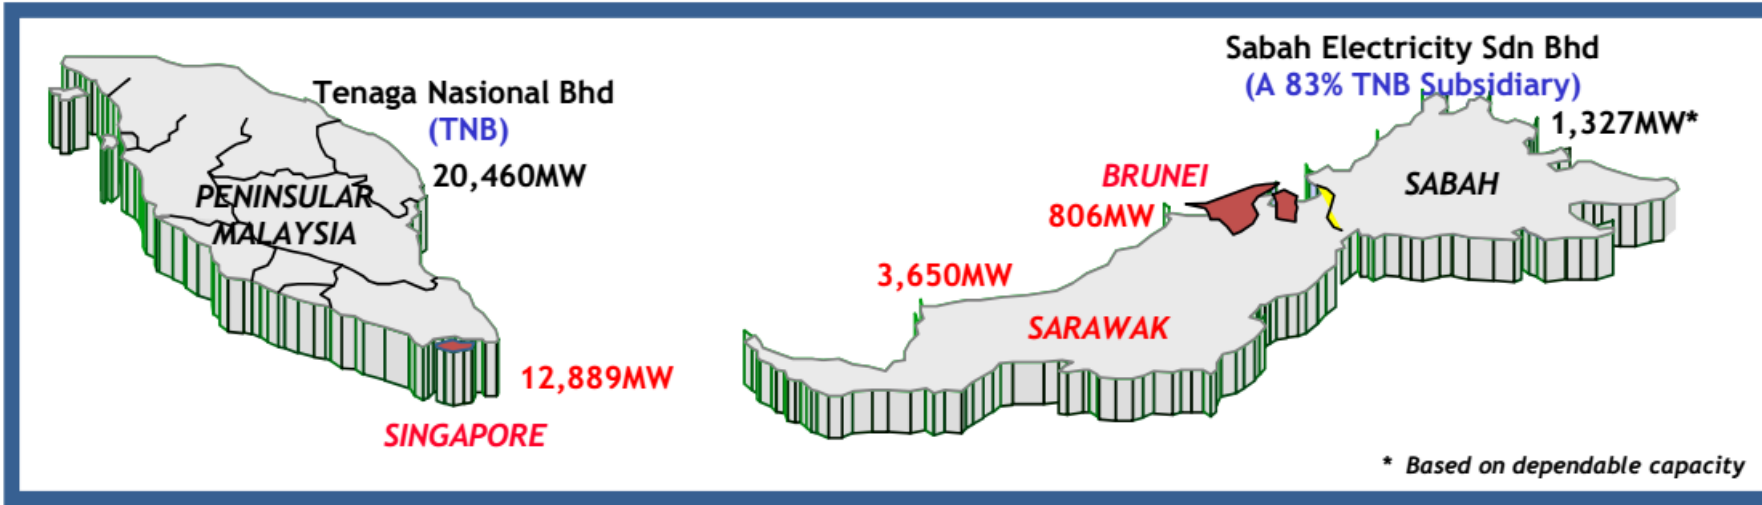 Tenaga Nasional Bhd
(TNB)
20,460MW
PENINSULAR
MALAYSIA
12,889MW
SINGAPORE
Sabah Electricity Sdn Bhd
(A 83% TNB Subsidiary)
1,327MW*
BRUNEI
806MW
SABAH
3,650MW
SARAWAK
* Based on dependable capacity